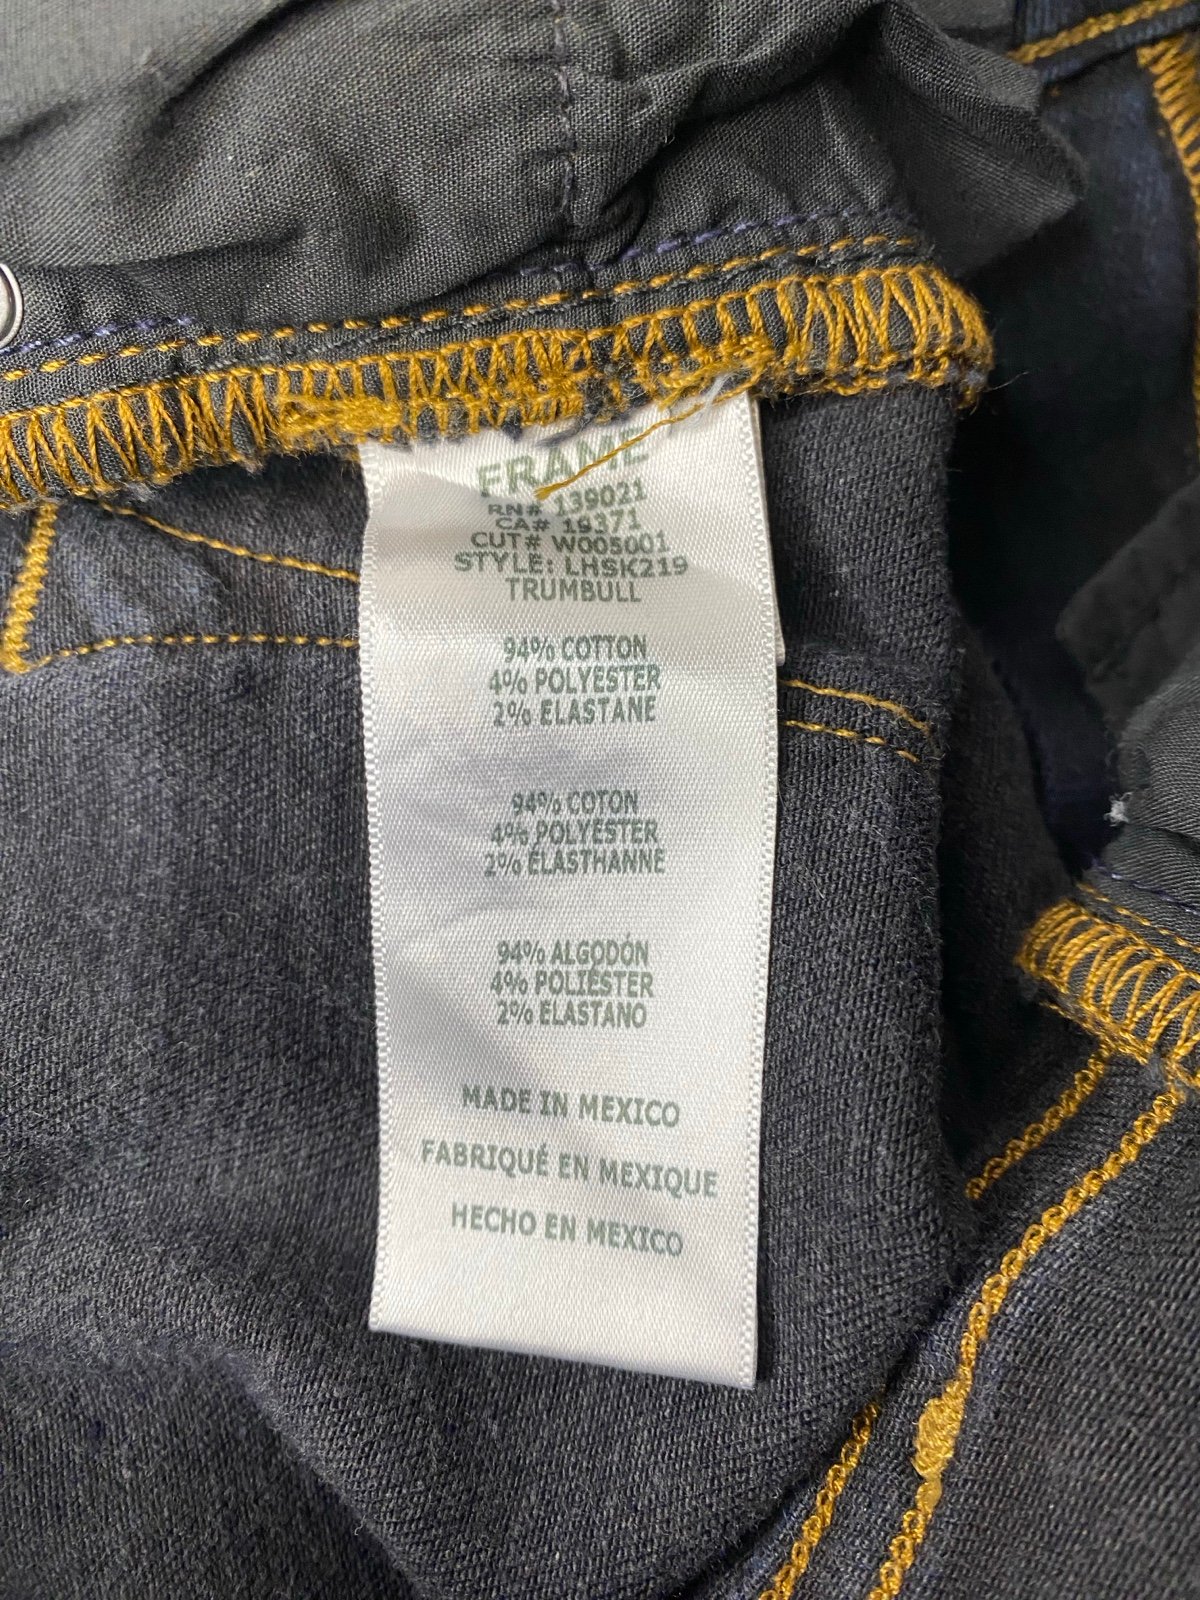 FRAME
RN# 139021
CA# 19371
CUT# W005001
STYLE: LHSK219
TRUMBULL
94% COTTON
4% POLYESTER
2% ELASTANE
94% COTON
4% POLYESTER
2% ÉLASTHANNE
94% ALGODÓN
4% POLIÉSTER
2% ELASTANO
MADE IN MEXICO
FABRIQUÉ EN MEXIQUE
HECHO EN MEXICO